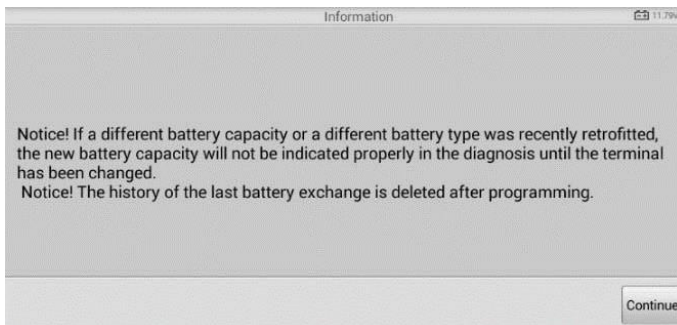 Information
11.79v
Notice! If a different battery capacity or a different battery type was recently retrofitted,
the new battery capacity will not be indicated properly in the diagnosis until the terminal
has been changed.
Notice! The history of the last battery exchange is deleted after programming.
Continue